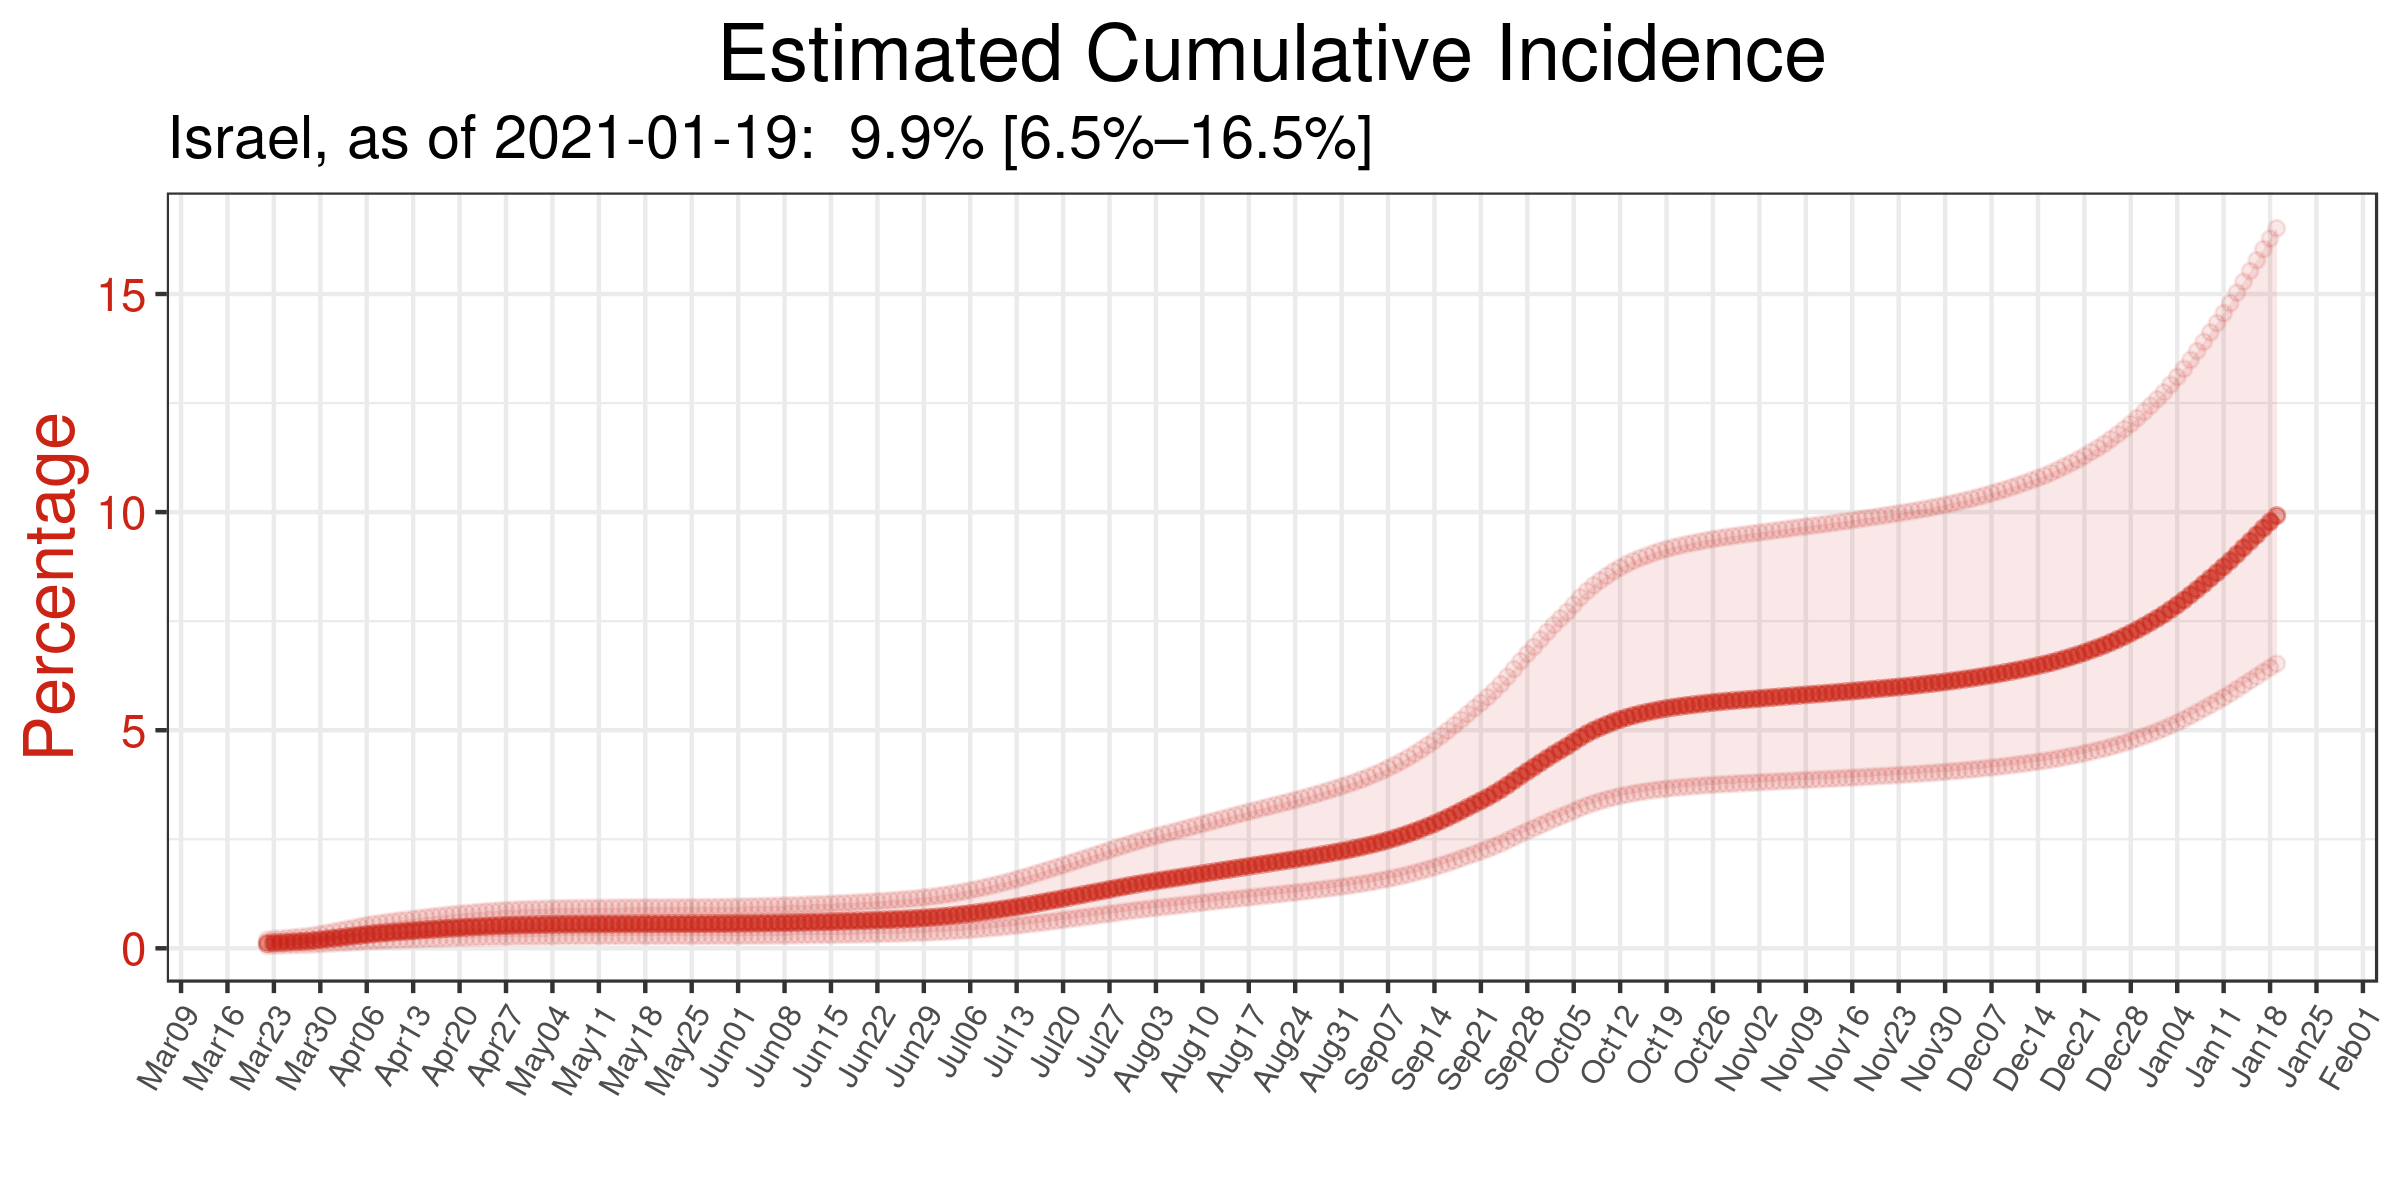 Estimated Cumulative Incidence
Israel, as of 2021-01-19:  9.9% [6.5%–16.5%]
Percentage
15
10
5
0
Mar09 Mar16 Mar23 Mar30 Apr06 Apr13 Apr20 Apr27 May04 May11 May18 May25 Jun01 Jun08 Jun15 Jun22 Jun29 Jul06 Jul13 Jul20 Jul27 Aug03 Aug10 Aug17 Aug24 Aug31 Sep07 Sep14 Sep21 Sep28 Oct05 Oct12 Oct19 Oct26 Nov02 Nov09 Nov16 Nov23 Nov30 Dec07 Dec14 Dec21 Dec28 Jan04 Jan11 Jan18 Jan25 Feb01